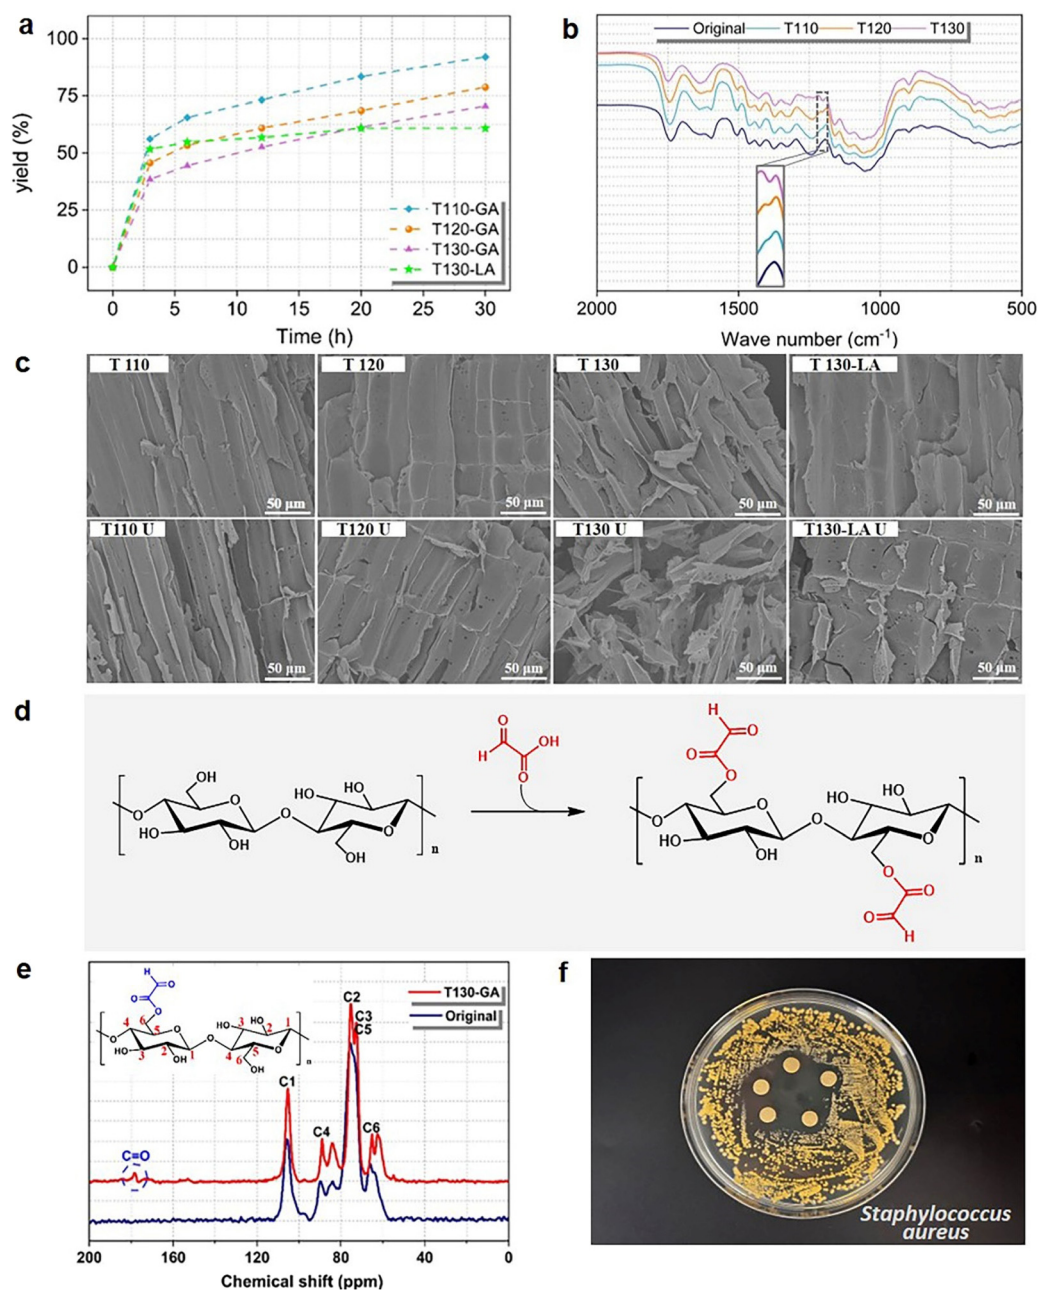 a
100
75
50
25
0
yield (%)
T110-GA
T120-GA
T130-GA
T130-LA
0 5 10 15 20 25 30
Time (h)
b
Original T110 T120 T130
2000 1500 1000 500
Wave number (cm⁻¹)
c
T 110
50 μm
T 120
50 μm
T 130
50 μm
T 130-LA
50 μm
T110 U
50 μm
T120 U
50 μm
T130 U
50 μm
T130-LA U
50 μm
d
OH
O
HO
HO
OH
O
HO
HO
O
OH
n
O
H
OH
O
H
O
O
O
O
O
HO
OH
O
HO
HO
O
O
O
O
H
n
e
H
O
O
O
6
4
O
5
O
HO
3
2
OH
1
O
3
HO
HO
2
1
4
5
O
6
OH
n
T130-GA
Original
C2
C3
C5
C1
C4
C6
C=O
200 160 120 80 40 0
Chemical shift (ppm)
f
Staphylococcus
aureus